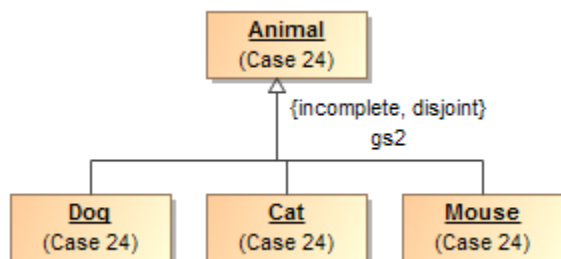 Animal
(Case 24)
{incomplete, disjoint}
gs2
Dog
(Case 24)
Cat
(Case 24)
Mouse
(Case 24)